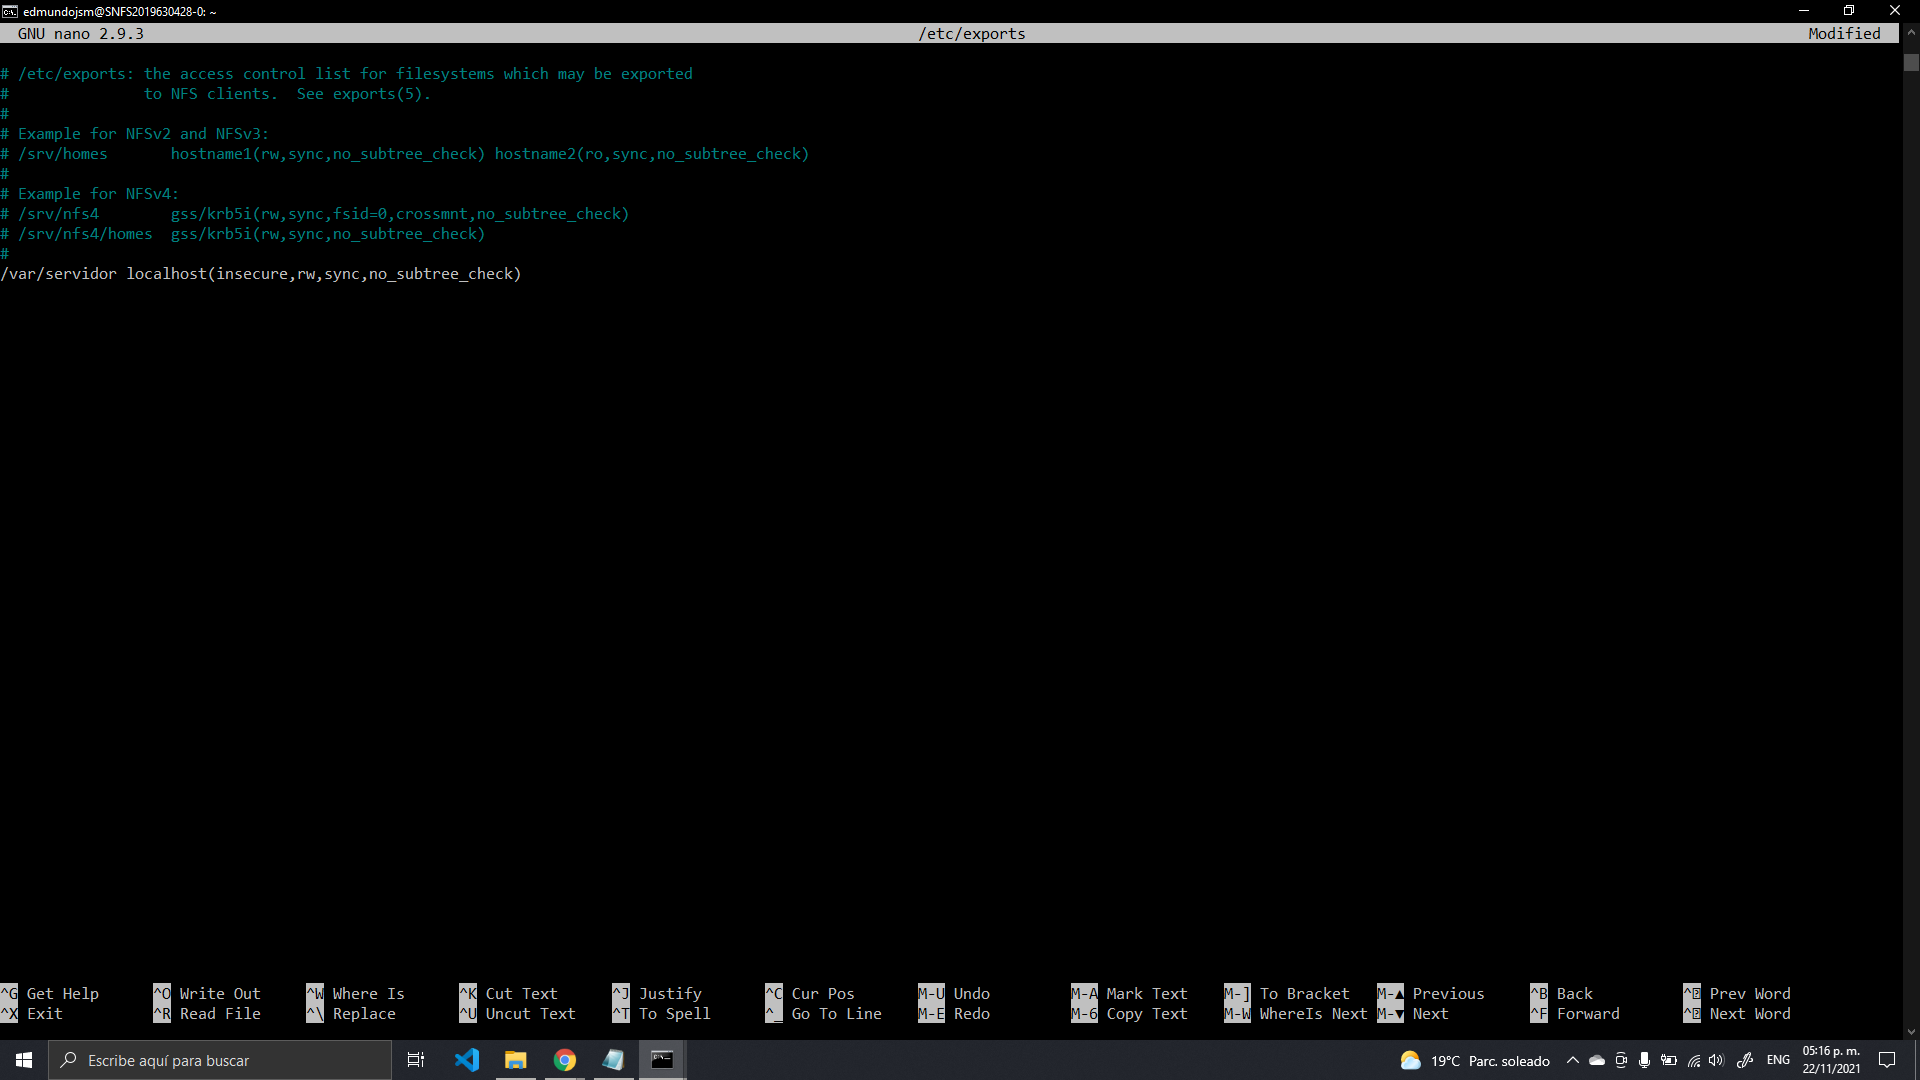 edmundojsm@SNFS2019630428-0: ~
GNU nano 2.9.3 /etc/exports Modified
# /etc/exports: the access control list for filesystems which may be exported
# to NFS clients. See exports(5).
#
# Example for NFSv2 and NFSv3:
# /srv/homes hostname1(rw,sync,no_subtree_check) hostname2(ro,sync,no_subtree_check)
#
# Example for NFSv4:
# /srv/nfs4 gss/krb5i(rw,sync,fsid=0,crossmnt,no_subtree_check)
# /srv/nfs4/homes gss/krb5i(rw,sync,no_subtree_check)
#
/var/servidor localhost(insecure,rw,sync,no_subtree_check)
^G Get Help ^O Write Out ^W Where Is ^K Cut Text ^J Justify ^C Cur Pos M-U Undo M-A Mark Text M-] To Bracket M-▲ Previous ^B Back ^ Prev Word
^X Exit ^R Read File ^\ Replace ^U Uncut Text ^T To Spell ^_ Go To Line M-E Redo M-6 Copy Text M-W WhereIs Next M-▼ Next ^F Forward ^ Next Word
Escribe aquí para buscar 19°C Parc. soleado ENG 05:16 p. m.
22/11/2021